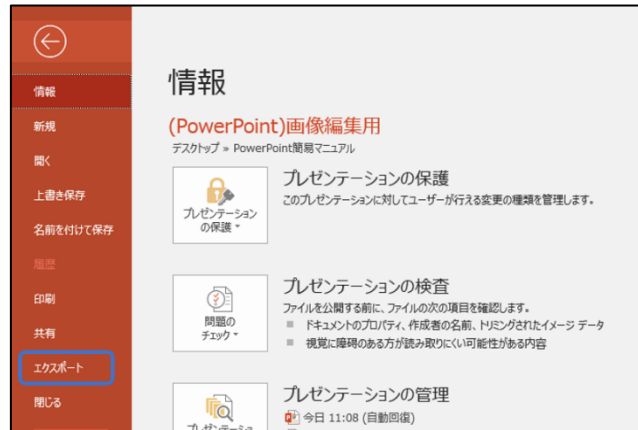 情報
新規
開く
上書き保存
名前を付けて保存
履歴
印刷
共有
エクスポート
閉じる
情報
(PowerPoint)画像編集用
デスクトップ » PowerPoint簡易マニュアル
プレゼンテーション
の保護
プレゼンテーションの保護
このプレゼンテーションに対してユーザーが行える変更の種類を管理します。
問題の
チェック
プレゼンテーションの検査
ファイルを公開する前に、ファイルの次の項目を確認します。
ドキュメントのプロパティ、作成者の名前、トリミングされたイメージ データ
視覚に障碍のある方が読み取りにくい可能性がある内容
プレゼンテーションの管理
今日 11:08 (自動回復)